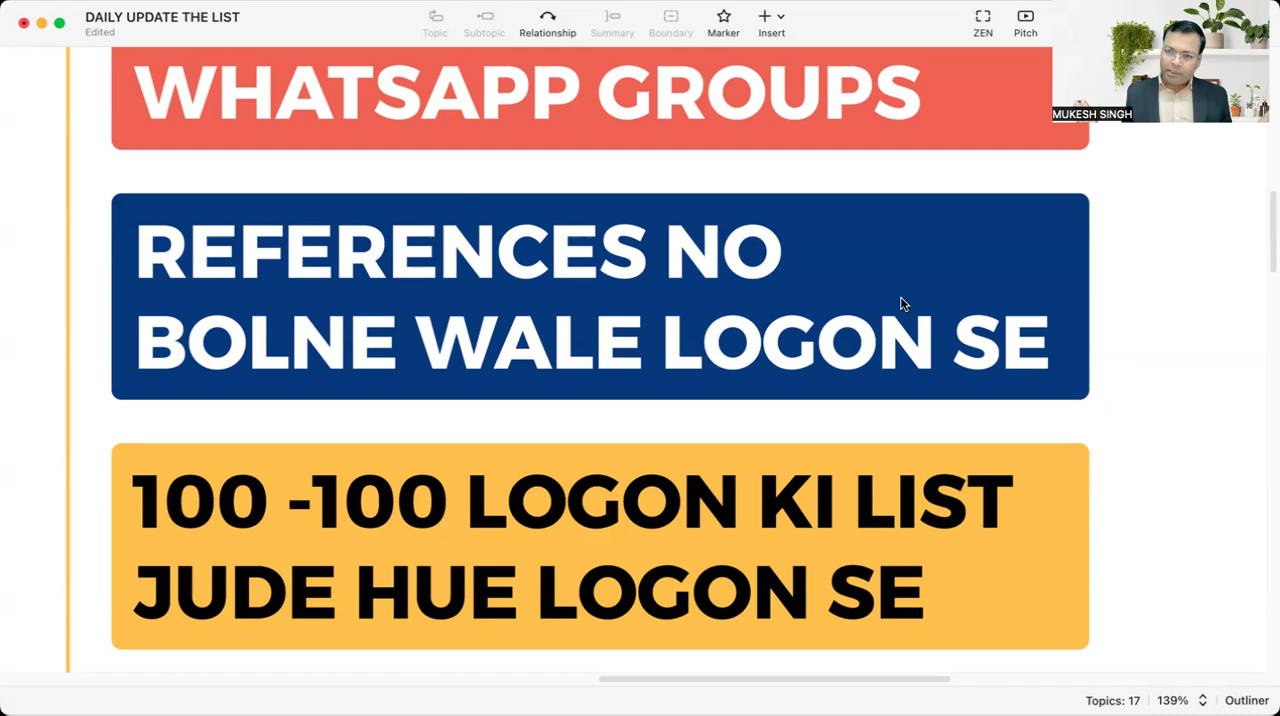 DAILY UPDATE THE LIST
Edited
Topic
Subtopic
Relationship
Summary
Boundary
Marker
Insert
ZEN
Pitch
MUKESH SINGH
WHATSAPP GROUPS
REFERENCES NO
BOLNE WALE LOGON SE
100 -100 LOGON KI LIST
JUDE HUE LOGON SE
Topics: 17
139%
Outliner